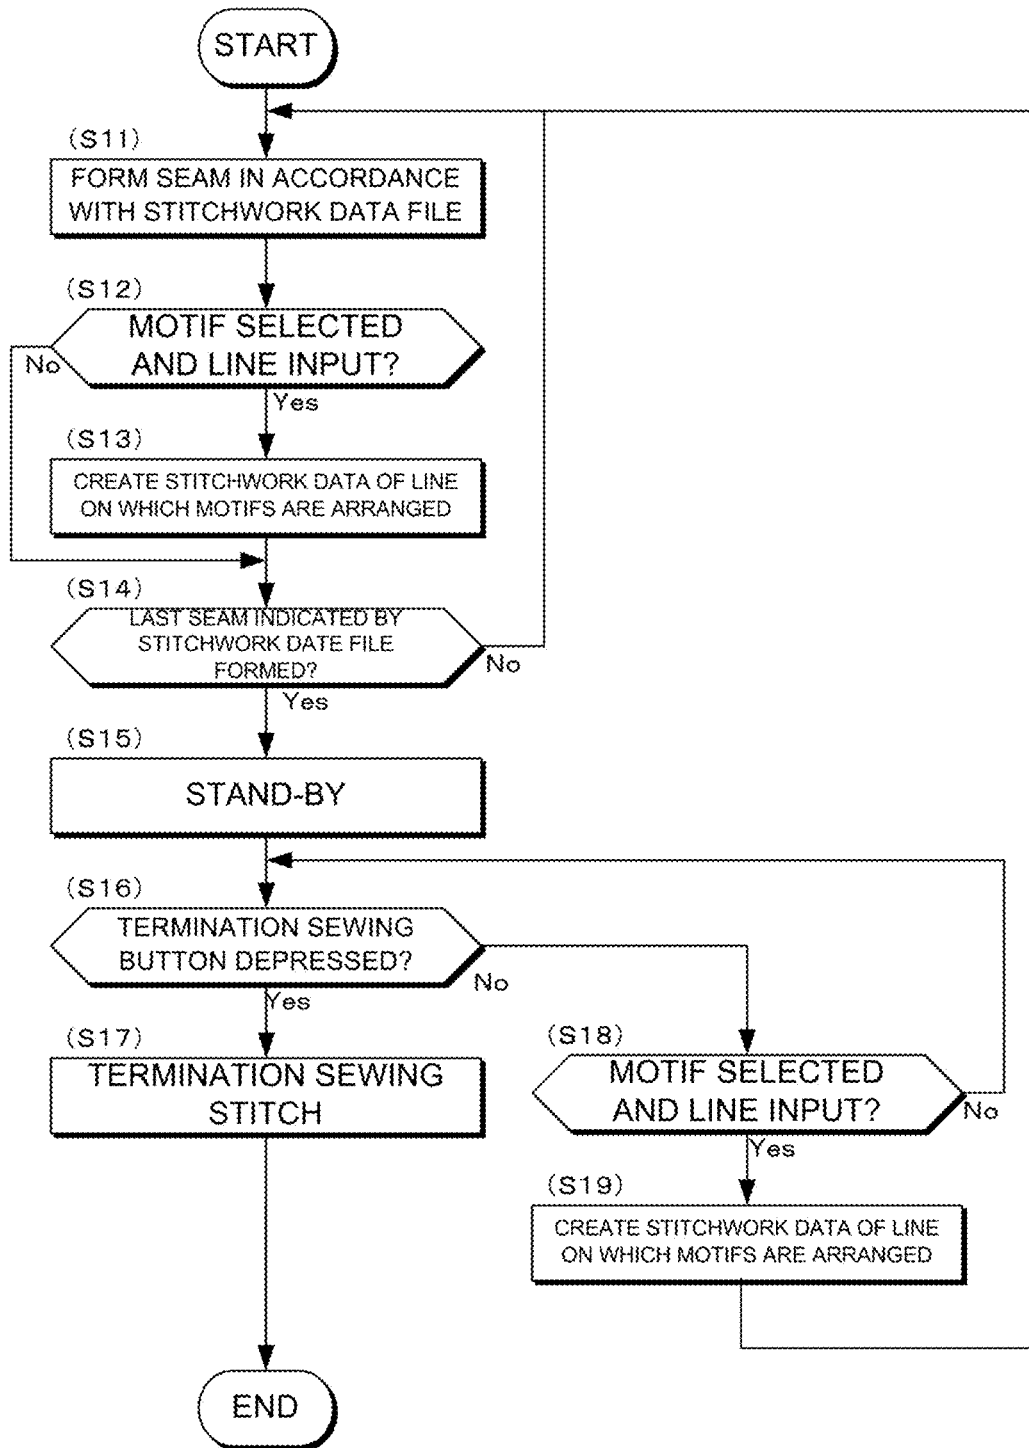 START
(S11)
FORM SEAM IN ACCORDANCE
WITH STITCHWORK DATA FILE
(S12)
MOTIF SELECTED
AND LINE INPUT?
No
Yes
(S13)
CREATE STITCHWORK DATA OF LINE
ON WHICH MOTIFS ARE ARRANGED
(S14)
LAST SEAM INDICATED BY
STITCHWORK DATE FILE
FORMED?
No
Yes
(S15)
STAND-BY
(S16)
TERMINATION SEWING
BUTTON DEPRESSED?
No
Yes
(S17)
TERMINATION SEWING
STITCH
(S18)
MOTIF SELECTED
AND LINE INPUT?
No
Yes
(S19)
CREATE STITCHWORK DATA OF LINE
ON WHICH MOTIFS ARE ARRANGED
END